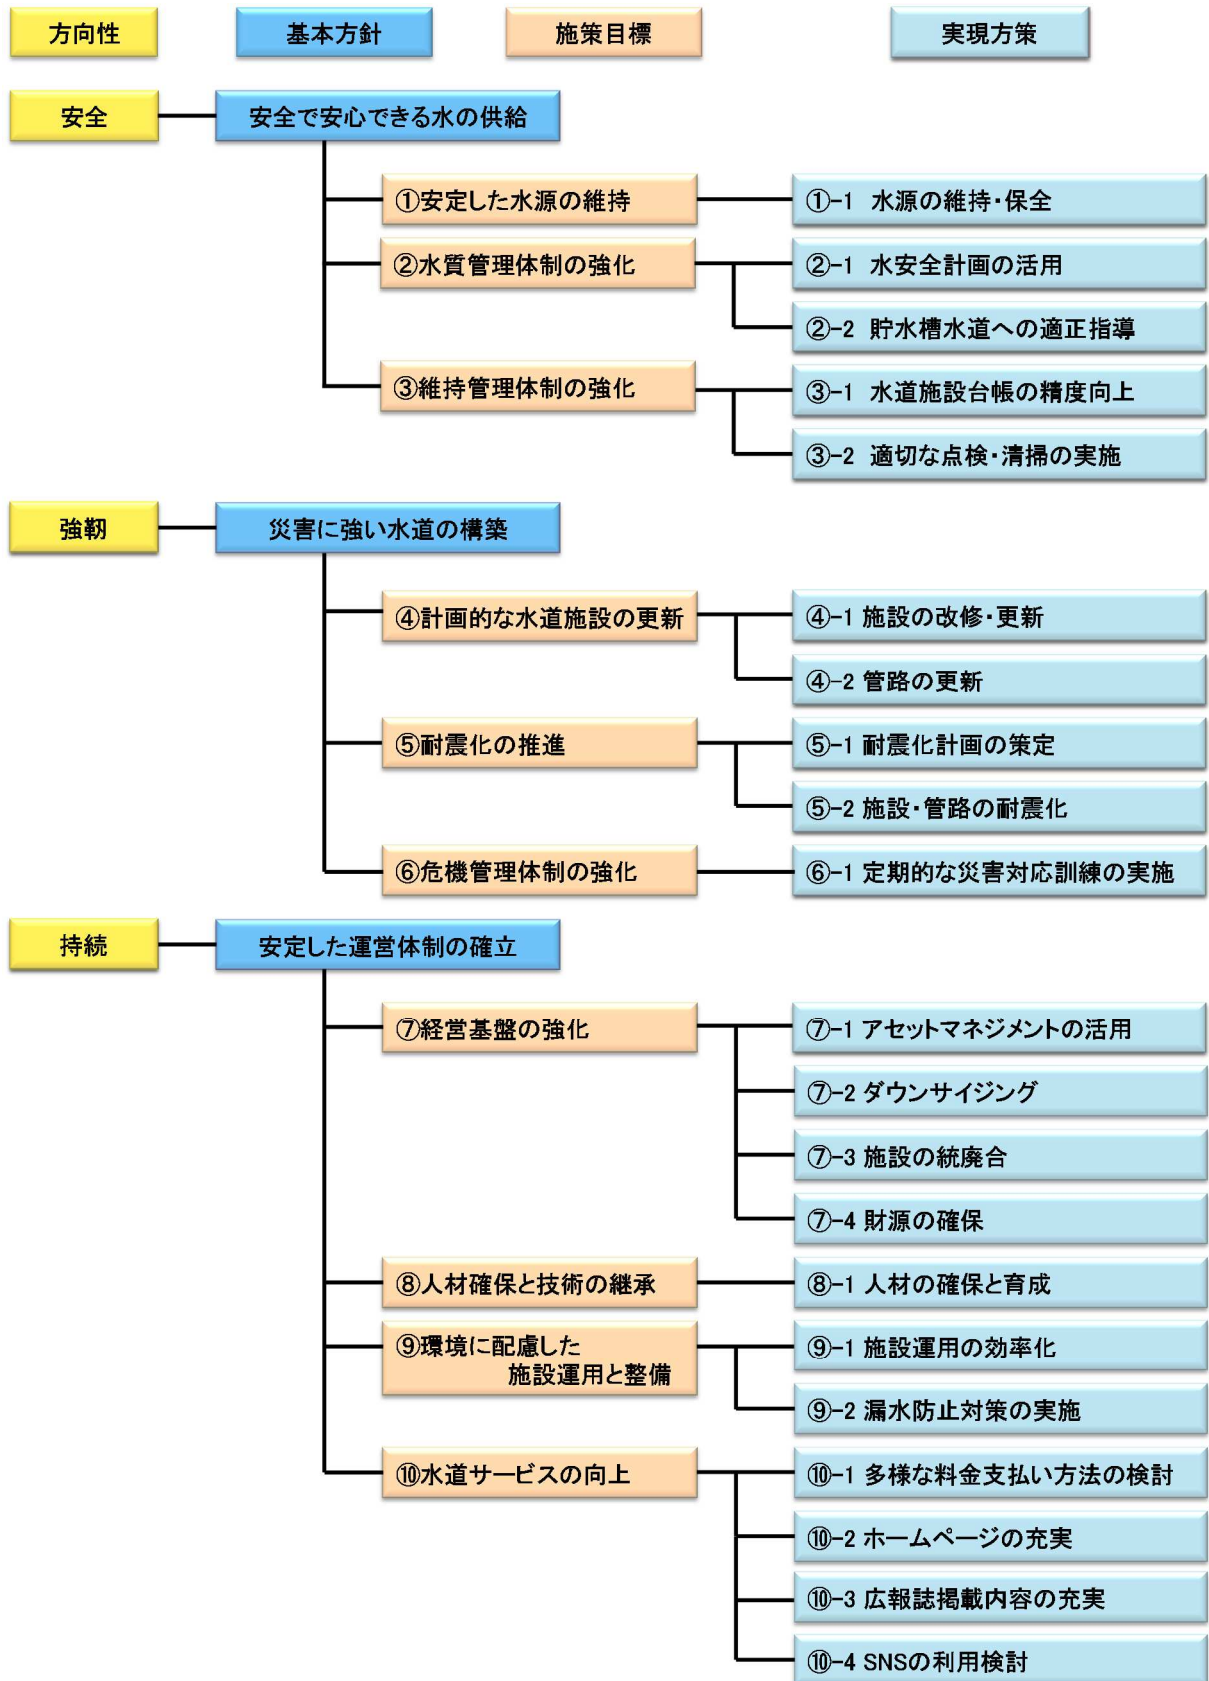 方向性
基本方針
施策目標
実現方策
安全
安全で安心できる水の供給
①安定した水源の維持
①-1 水源の維持・保全
②水質管理体制の強化
②-1 水安全計画の活用
②-2 貯水槽水道への適正指導
③維持管理体制の強化
③-1 水道施設台帳の精度向上
③-2 適切な点検・清掃の実施
強靭
災害に強い水道の構築
④計画的な水道施設の更新
④-1 施設の改修・更新
④-2 管路の更新
⑤耐震化の推進
⑤-1 耐震化計画の策定
⑤-2 施設・管路の耐震化
⑥危機管理体制の強化
⑥-1 定期的な災害対応訓練の実施
持続
安定した運営体制の確立
⑦経営基盤の強化
⑦-1 アセットマネジメントの活用
⑦-2 ダウンサイジング
⑦-3 施設の統廃合
⑦-4 財源の確保
⑧人材確保と技術の継承
⑧-1 人材の確保と育成
⑨環境に配慮した
施設運用と整備
⑨-1 施設運用の効率化
⑨-2 漏水防止対策の実施
⑩水道サービスの向上
⑩-1 多様な料金支払い方法の検討
⑩-2 ホームページの充実
⑩-3 広報誌掲載内容の充実
⑩-4 SNSの利用検討